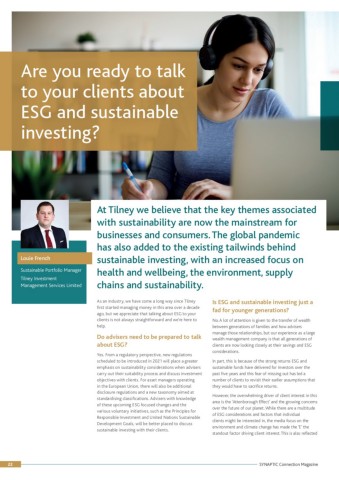 Are you ready to talk
to your clients about
ESG and sustainable
investing?
At Tilney we believe that the key themes associated
with sustainability are now the mainstream for
businesses and consumers. The global pandemic
has also added to the existing tailwinds behind
sustainable investing, with an increased focus on
health and wellbeing, the environment, supply
chains and sustainability.
Louie French
Sustainable Portfolio Manager
Tilney Investment
Management Services Limited
As an industry, we have come a long way since Tilney
first started managing money in this area over a decade
ago, but we appreciate that talking about ESG to your
clients is not always straightforward and we're here to
help.
Do advisers need to be prepared to talk
about ESG?
Yes. From a regulatory perspective, new regulations
scheduled to be introduced in 2021 will place a greater
emphasis on sustainability considerations when advisers
carry out their suitability process and discuss investment
objectives with clients. For asset managers operating
in the European Union, there will also be additional
disclosure regulations and a new taxonomy aimed at
standardising classifications. Advisers with knowledge
of these upcoming ESG-focused changes and the
various voluntary initiatives, such as the Principles for
Responsible Investment and United Nations Sustainable
Development Goals, will be better placed to discuss
sustainable investing with their clients.
Is ESG and sustainable investing just a
fad for younger generations?
No. A lot of attention is given to the transfer of wealth
between generations of families and how advisers
manage these relationships, but our experience as a large
wealth management company is that all generations of
clients are now looking closely at their savings and ESG
considerations.
In part, this is because of the strong returns ESG and
sustainable funds have delivered for investors over the
past five years and this fear of missing out has led a
number of clients to revisit their earlier assumptions that
they would have to sacrifice returns.
However, the overwhelming driver of client interest in this
area is the 'Attenborough Effect' and the growing concerns
over the future of our planet. While there are a multitude
of ESG considerations and factors that individual
clients might be interested in, the media focus on the
environment and climate change has made the 'E' the
standout factor driving client interest. This is also reflected
22
SYNAPTIC Connection Magazine